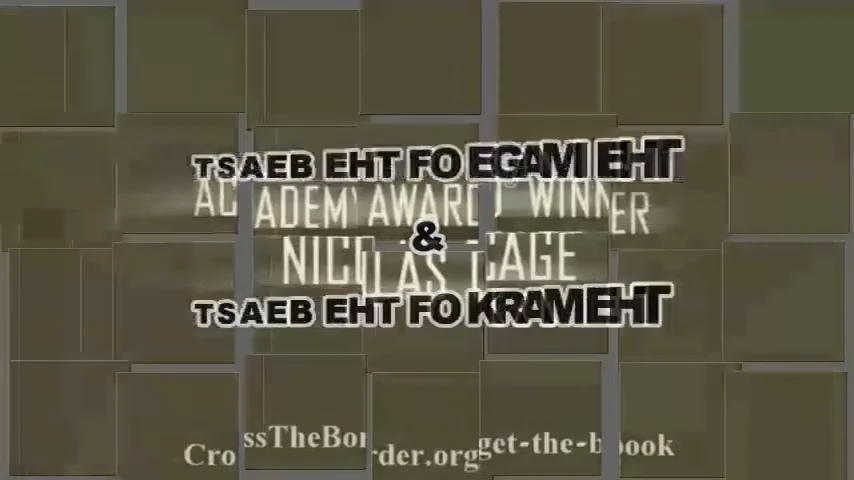 TSAEB EHT FO EGAMI EHT
ACADEMY AWARD WINNER
&
NICOLAS CAGE
TSAEB EHT FO KRAM EHT
CrossTheBorder.org/get-the-book